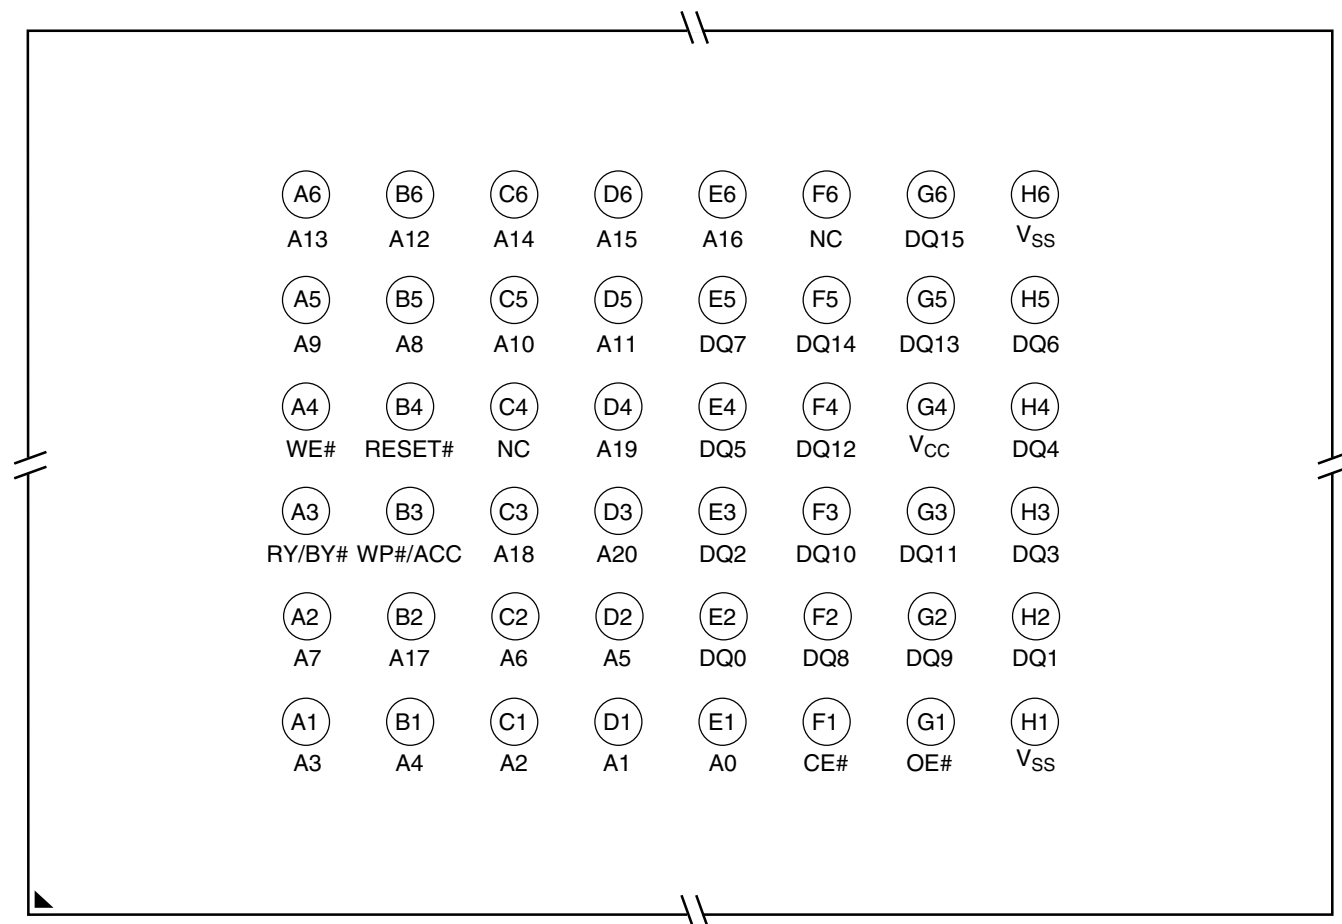 A6 B6 C6 D6 E6 F6 G6 H6
A13 A12 A14 A15 A16 NC DQ15 VSS
A5 B5 C5 D5 E5 F5 G5 H5
A9 A8 A10 A11 DQ7 DQ14 DQ13 DQ6
A4 B4 C4 D4 E4 F4 G4 H4
WE# RESET# NC A19 DQ5 DQ12 VCC DQ4
A3 B3 C3 D3 E3 F3 G3 H3
RY/BY# WP#/ACC A18 A20 DQ2 DQ10 DQ11 DQ3
A2 B2 C2 D2 E2 F2 G2 H2
A7 A17 A6 A5 DQ0 DQ8 DQ9 DQ1
A1 B1 C1 D1 E1 F1 G1 H1
A3 A4 A2 A1 A0 CE# OE# VSS